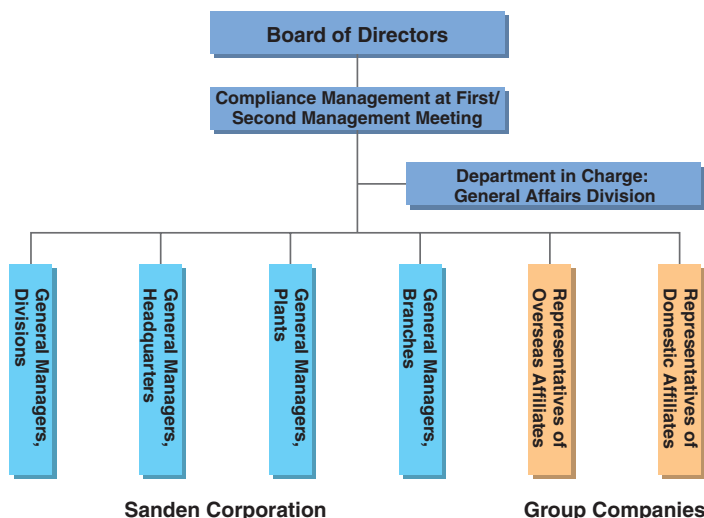 Board of Directors
Compliance Management at First/
Second Management Meeting
Department in Charge:
General Affairs Division
General Managers,
Divisions
General Managers,
Headquarters
General Managers,
Plants
General Managers,
Branches
Representatives of
Overseas Affiliates
Representatives of
Domestic Affiliates
Sanden Corporation
Group Companies